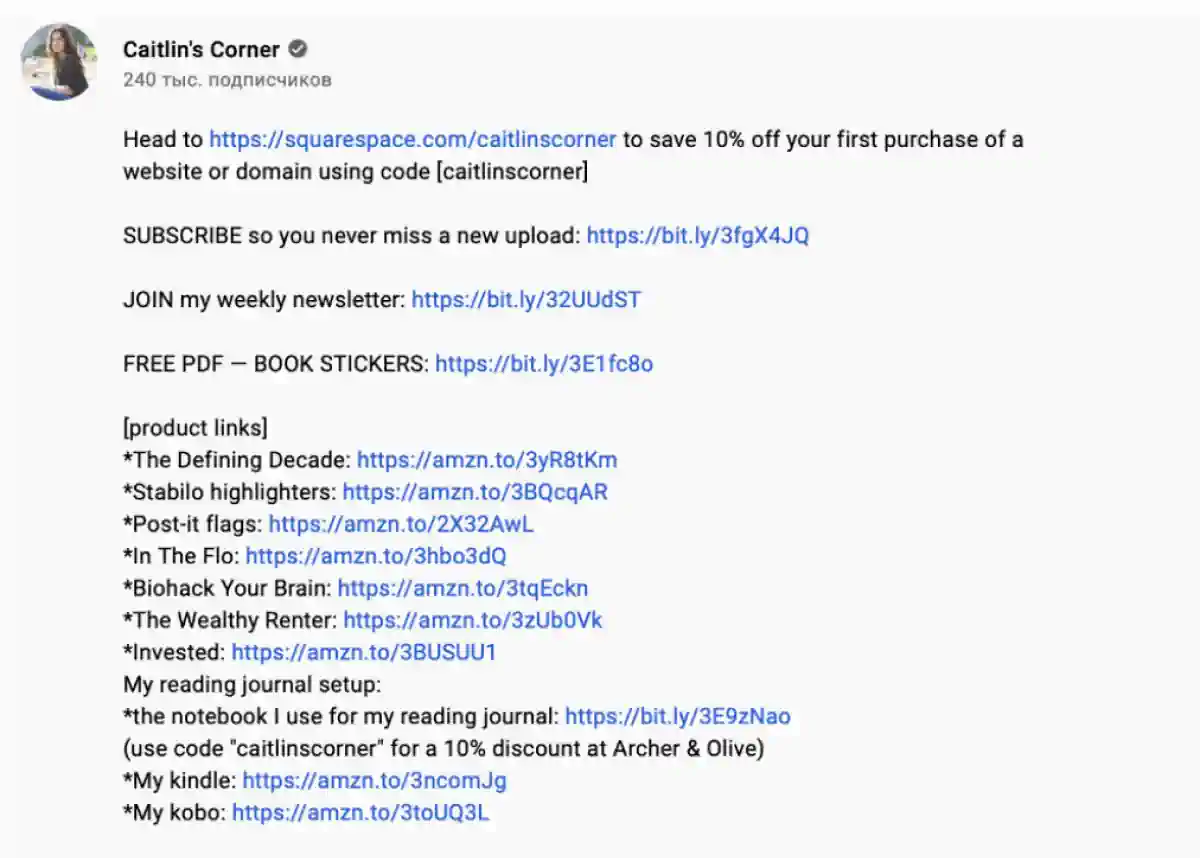 Caitlin's Corner
240 тыс. подписчиков
Head to https://squarespace.com/caitlinscorner to save 10% off your first purchase of a
website or domain using code [caitlinscorner]
SUBSCRIBE so you never miss a new upload: https://bit.ly/3fgX4JQ
JOIN my weekly newsletter: https://bit.ly/32UUdST
FREE PDF — BOOK STICKERS: https://bit.ly/3E1fc8o
[product links]
*The Defining Decade: https://amzn.to/3yR8tKm
*Stabilo highlighters: https://amzn.to/3BQcqAR
*Post-it flags: https://amzn.to/2X32AwL
*In The Flo: https://amzn.to/3hbo3dQ
*Biohack Your Brain: https://amzn.to/3tqEckn
*The Wealthy Renter: https://amzn.to/3zUb0Vk
*Invested: https://amzn.to/3BUSUU1
My reading journal setup:
*the notebook I use for my reading journal: https://bit.ly/3E9zNao
(use code "caitlinscorner" for a 10% discount at Archer & Olive)
*My kindle: https://amzn.to/3ncomJg
*My kobo: https://amzn.to/3toUQ3L